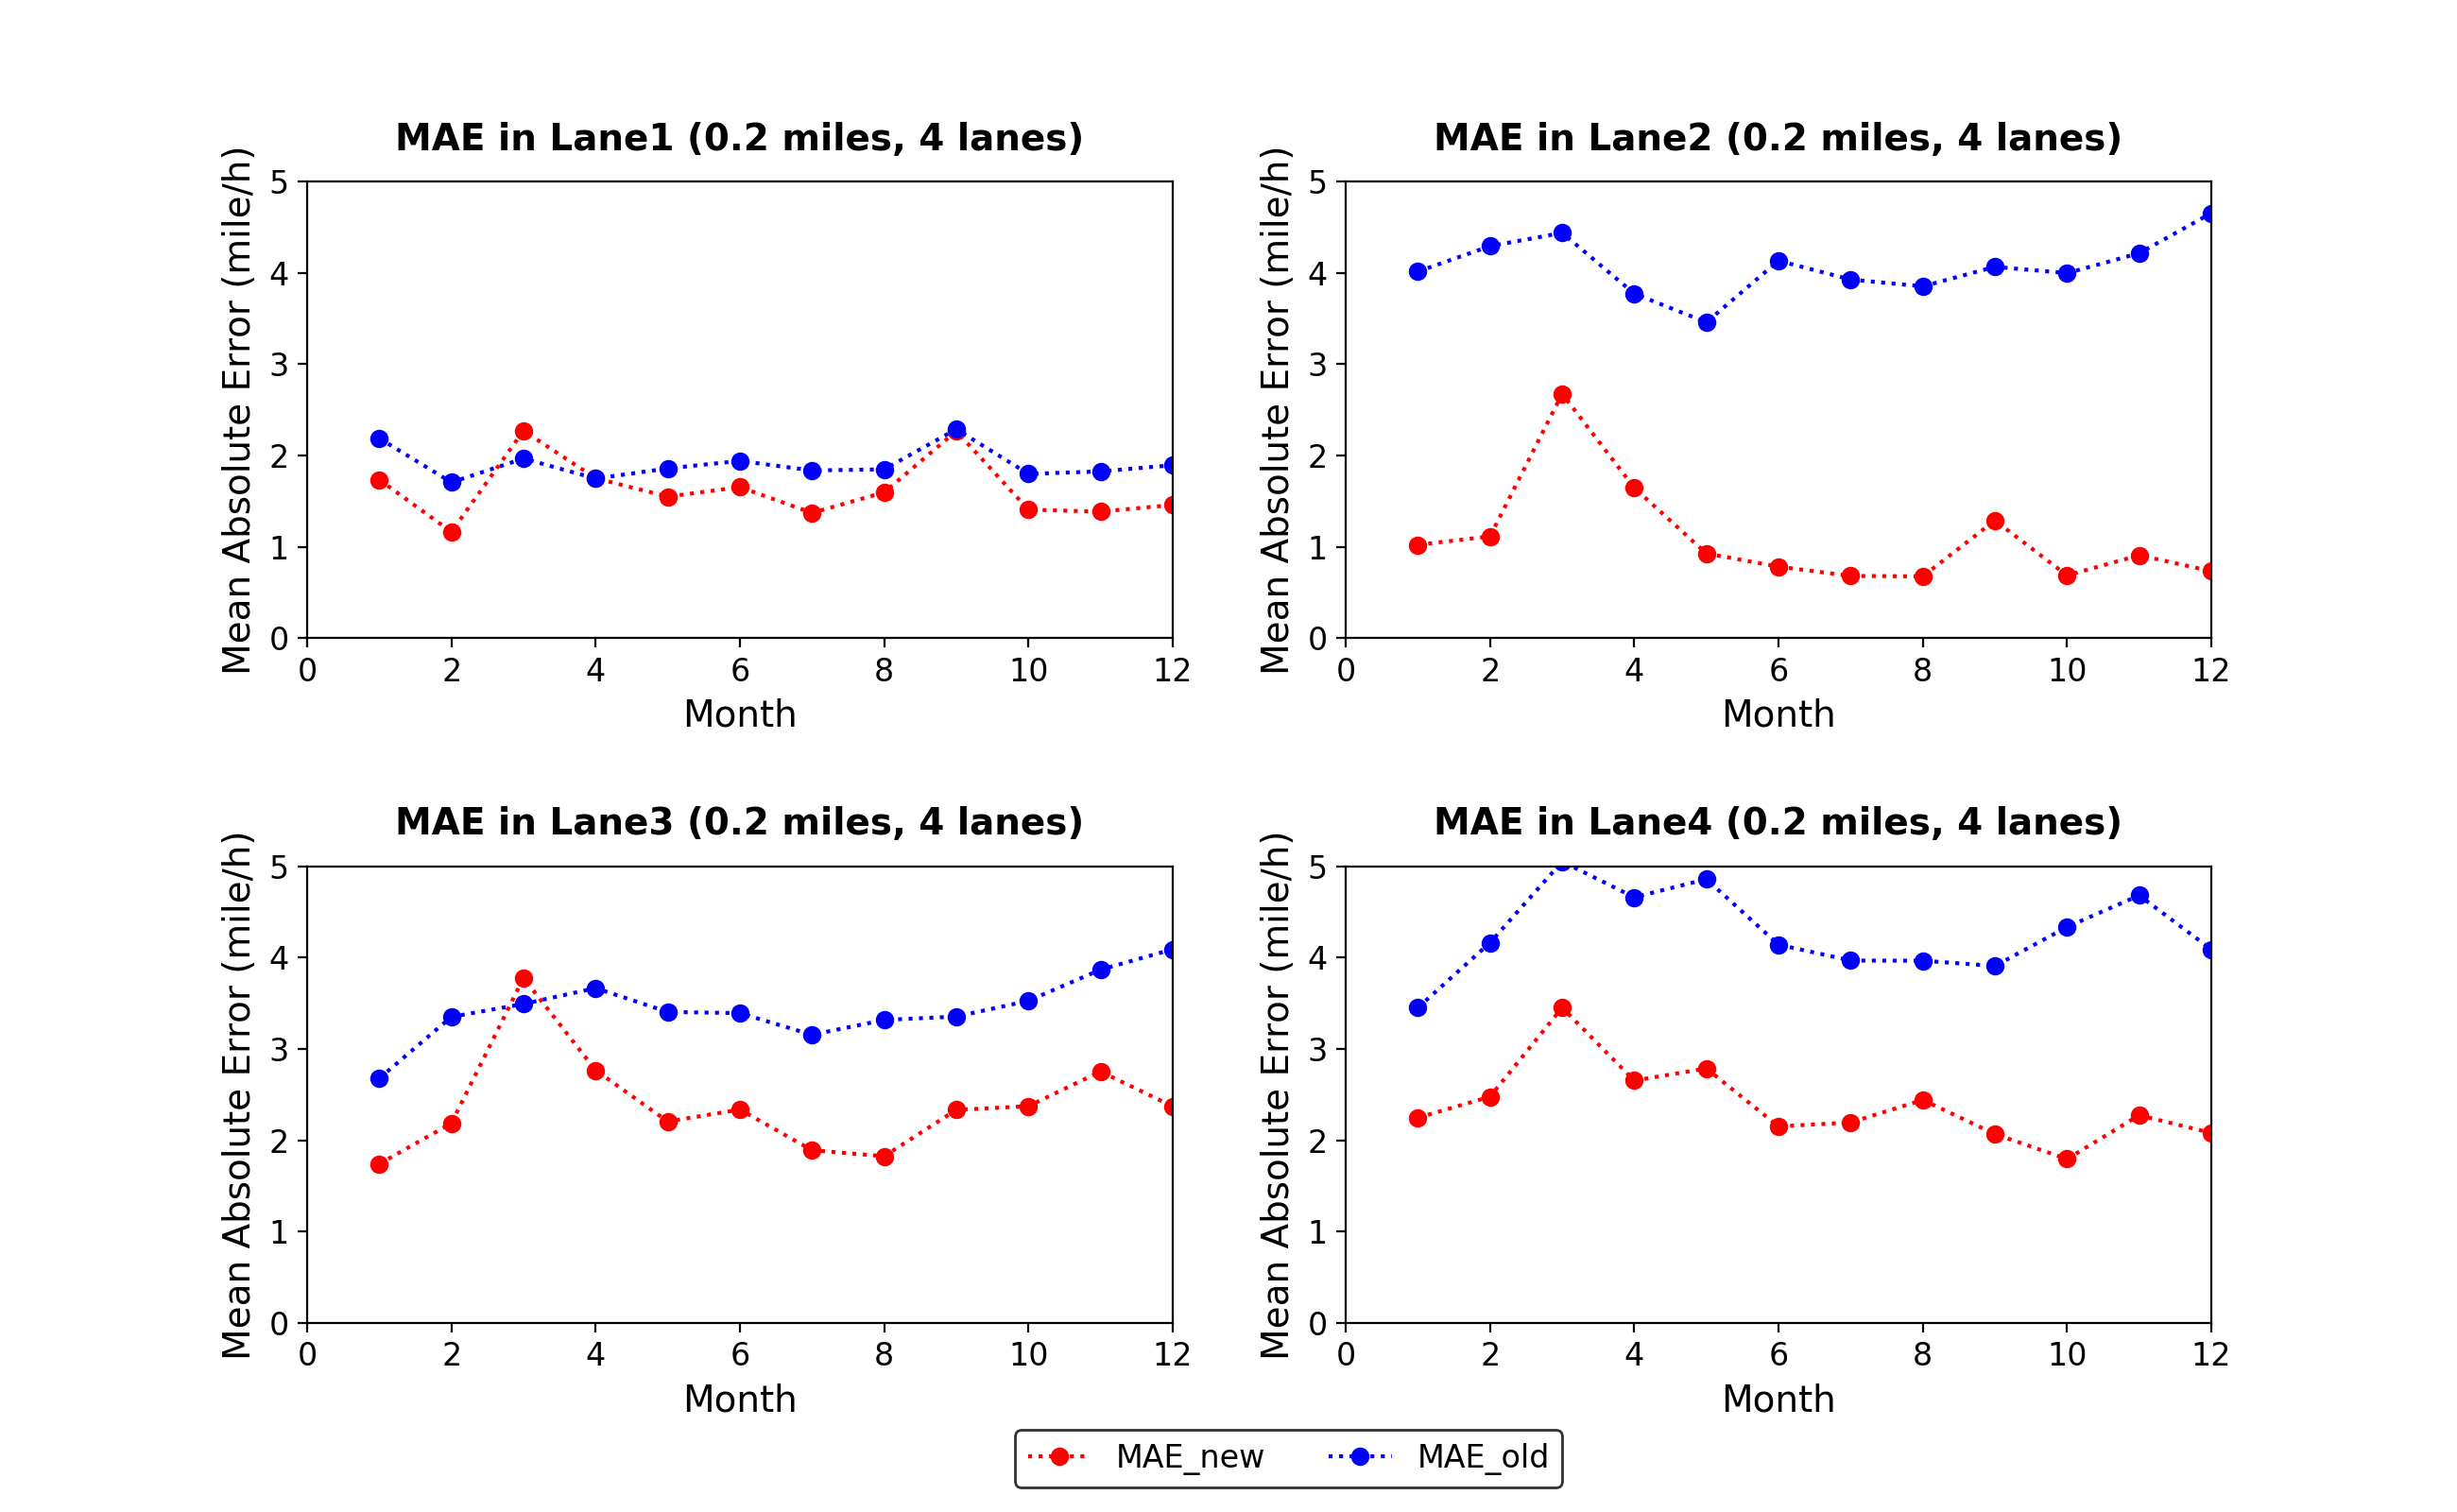 MAE in Lane1 (0.2 miles, 4 lanes)
Mean Absolute Error (mile/h)
5
4
3
2
1
0
0 2 4 6 8 10 12
Month
MAE in Lane2 (0.2 miles, 4 lanes)
Mean Absolute Error (mile/h)
5
4
3
2
1
0
0 2 4 6 8 10 12
Month
MAE in Lane3 (0.2 miles, 4 lanes)
Mean Absolute Error (mile/h)
5
4
3
2
1
0
0 2 4 6 8 10 12
Month
MAE in Lane4 (0.2 miles, 4 lanes)
Mean Absolute Error (mile/h)
5
4
3
2
1
0
0 2 4 6 8 10 12
Month
MAE_new MAE_old